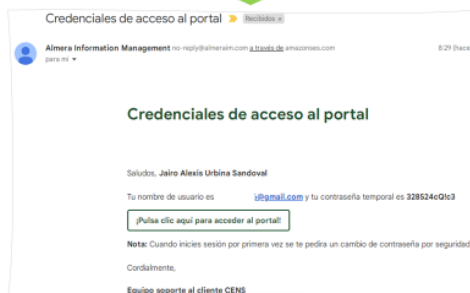 Credenciales de acceso al portal Recibidos x
Almera Information Management no-reply@almeraim.com a través de amazonses.com 8:29 (hace
para mí
Credenciales de acceso al portal
Saludos, Jairo Alexis Urbina Sandoval
Tu nombre de usuario es @gmail.com y tu contraseña temporal es 328524cQ!c3
¡Pulsa clic aquí para acceder al portal!
Nota: Cuando inicies sesión por primera vez se te pedira un cambio de contraseña por seguridad
Cordialmente,
Equipo soporte al cliente CENS